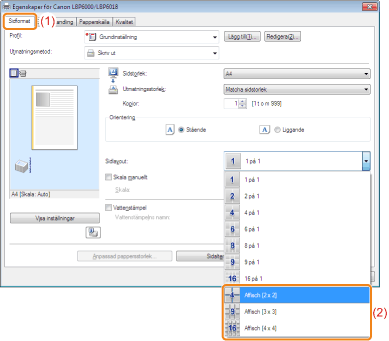 Egenskaper för Canon LBP6000/LBP6018
Sidformat (1) anding Papperskälla Kvalitet
Profil: Grundinställning Lägg till(1)... Redigera(2)...
Utmatningsmetod: Skriv ut
Sidstorlek: A4
Utmatningsstorlek: Matcha sidstorlek
Kopior: 1 [1 to m 999]
Orientering
A Stående A Liggande
Sidlayout: 1 1 på 1
Skala manuellt
Skala:
Vattenstämpel
Vattenstämpelns namn:
A4 [Skala: Auto]
Visa inställningar
Anpassad pappersstorlek...
1 1 på 1
2 2 på 1
4 4 på 1
6 6 på 1
8 8 på 1
9 9 på 1
16 16 på 1
4 Affisch [2 x 2]
9 Affisch [3 x 3]
16 Affisch [4 x 4]
(2)